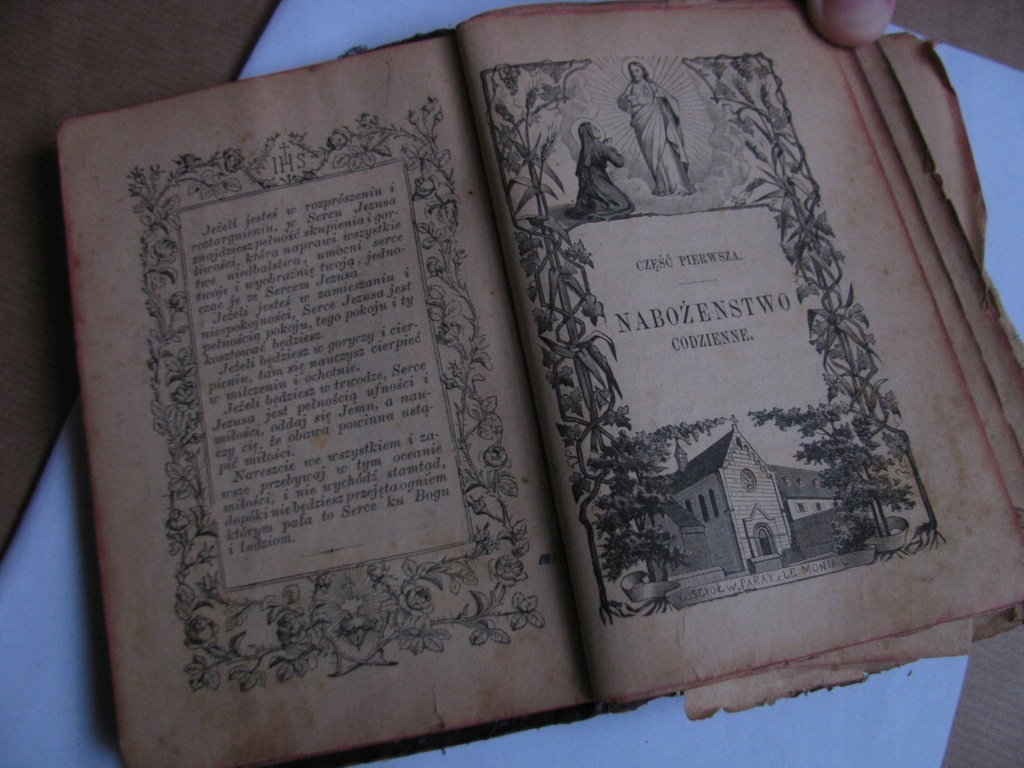 IHS
Jeżeli jesteś w rozprószeniu i
roztargnieniu, w Sercu Jezusa
znajdziesz pełność skupienia i gor-
liwości, która naprawi wszystkie
twe niedbalstwa, umocni serce
twoje i wyobraźnię twoją, jedno-
cząc je ze Sercem Jezusa.
Jeżeli jesteś w zamieszaniu i
niespokojności, Serce Jezusa jest
pełnością pokoju, tego pokoju i ty
kosztować będziesz.
Jeżeli będziesz w goryczy i cier-
pieniu, tam się nauczysz cierpieć
w milczeniu i ochotnie.
Jeżeli będziesz w trwodze, Serce
Jezusa jest pełnością ufności i
miłości, oddaj się Jemu, a nau-
czy cię, że obawa powinna ustą-
pić miłości.
Nareszcie we wszystkiem i za-
wsze przebywaj w tym oceanie
miłości, i nie wychódź stamtąd,
dopóki nie będziesz przejęta ogniem
którym pała to Serce ku Bogu
i ludziom.
CZĘŚĆ PIERWSZA.
NABOŻENSTWO
CODZIENNE.
KOŚCIÓŁ w PARAY LE MONIAL